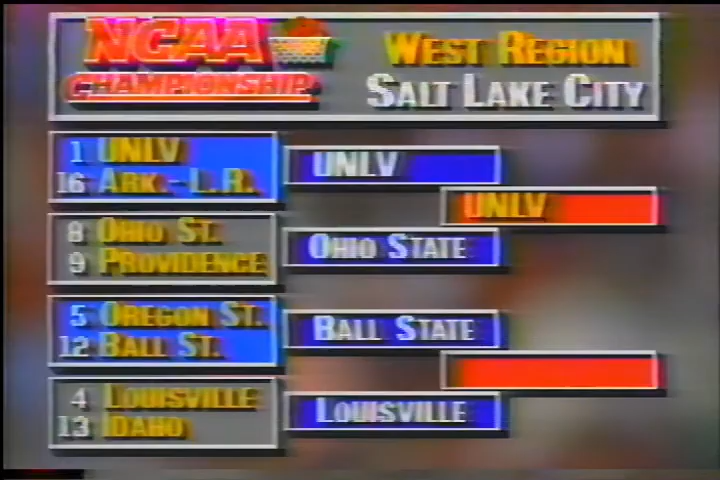 NCAA
CHAMPIONSHIP
WEST REGION
SALT LAKE CITY
1 UNLV
16 ARK.-L.R.
UNLV
UNLV
8 OHIO ST.
9 PROVIDENCE
OHIO STATE
5 OREGON ST.
12 BALL ST.
BALL STATE
4 LOUISVILLE
13 IDAHO
LOUISVILLE